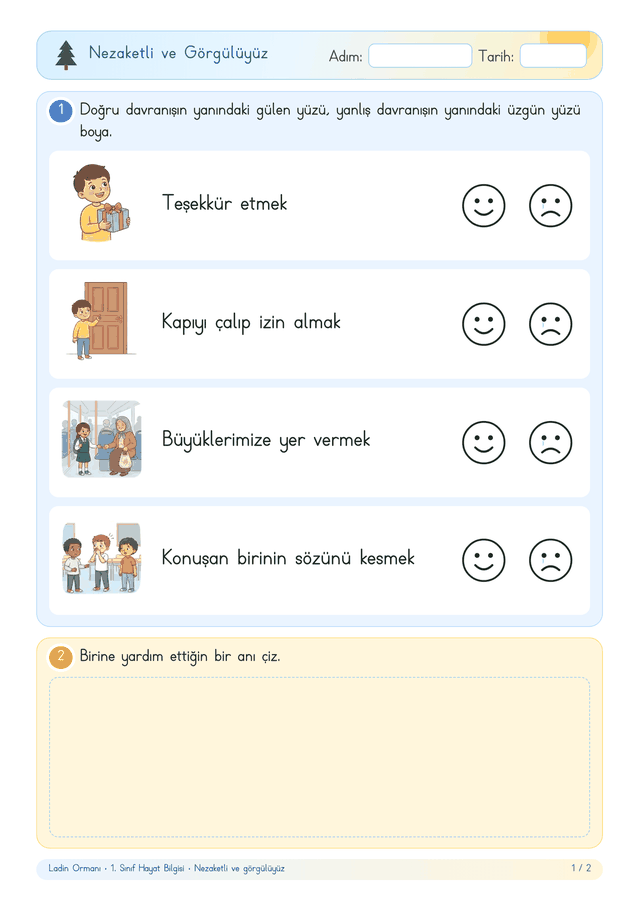 Nezaketli ve Görgülüyüz
Adım:
Tarih:
1
Doğru davranışın yanındaki gülen yüzü, yanlış davranışın yanındaki üzgün yüzü
boya.
Teşekkür etmek
Kapıyı çalıp izin almak
Büyüklerimize yer vermek
Konuşan birinin sözünü kesmek
2
Birine yardım ettiğin bir anı çiz.
Ladin Ormanı • 1. Sınıf Hayat Bilgisi • Nezaketli ve görgülüyüz
1 / 2